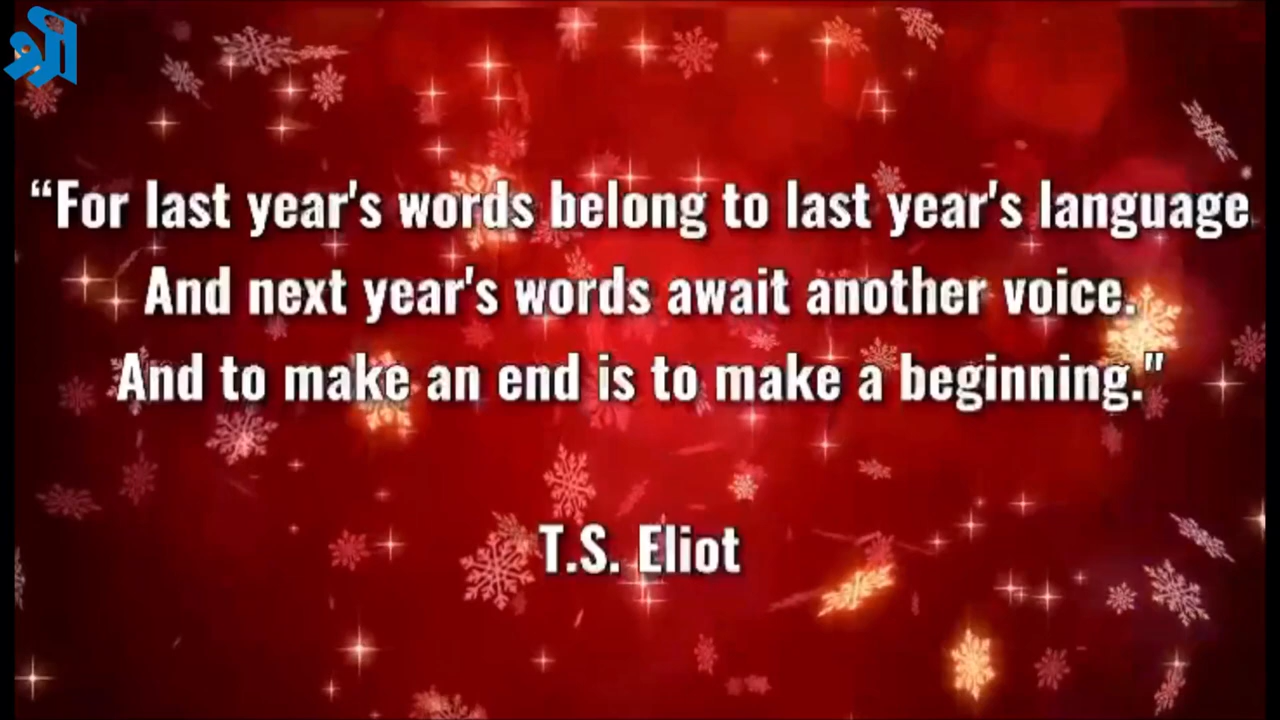 “For last year's words belong to last year's language
And next year's words await another voice.
And to make an end is to make a beginning."
T.S. Eliot